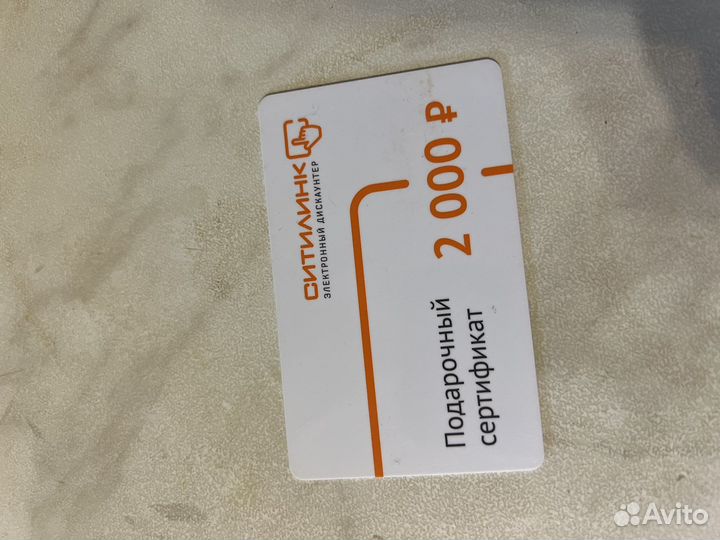 СИТИЛИНК
ЭЛЕКТРОННЫЙ ДИСКАУНТЕР
Подарочный
сертификат
2 000 ₽
Avito